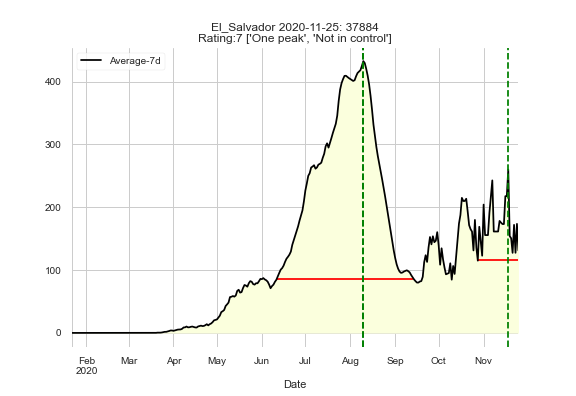 El_Salvador 2020-11-25: 37884
Rating:7 ['One peak', 'Not in control']
Average-7d
400
300
200
100
0
Feb Mar Apr May Jun Jul Aug Sep Oct Nov
2020
Date